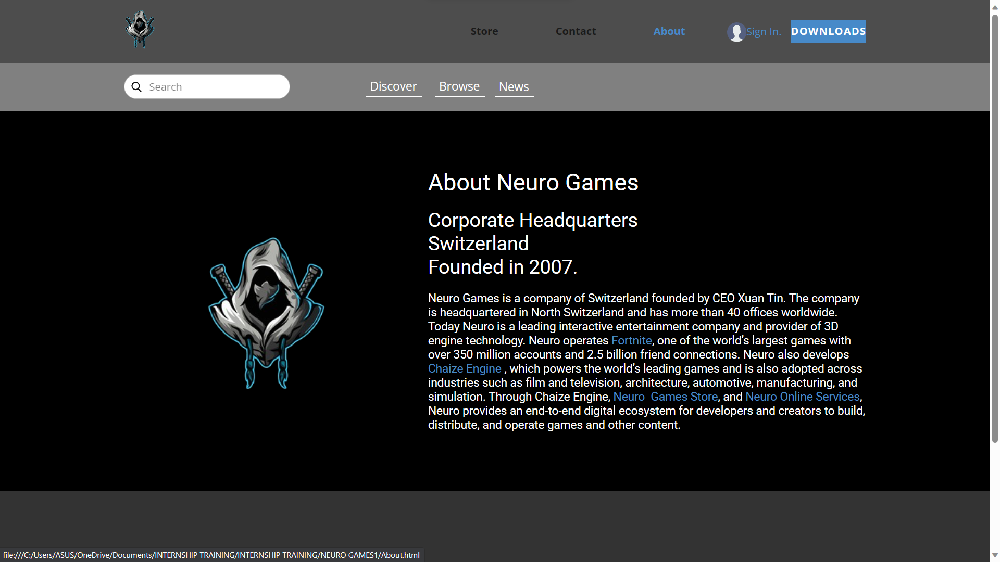 Store
Contact
About
Sign In.
DOWNLOADS
Search
Discover
Browse
News
About Neuro Games
Corporate Headquarters
Switzerland
Founded in 2007.
Neuro Games is a company of Switzerland founded by CEO Xuan Tin. The company
is headquartered in North Switzerland and has more than 40 offices worldwide.
Today Neuro is a leading interactive entertainment company and provider of 3D
engine technology. Neuro operates Fortnite, one of the world’s largest games with
over 350 million accounts and 2.5 billion friend connections. Neuro also develops
Chaize Engine , which powers the world’s leading games and is also adopted across
industries such as film and television, architecture, automotive, manufacturing, and
simulation. Through Chaize Engine, Neuro  Games Store, and Neuro Online Services,
Neuro provides an end-to-end digital ecosystem for developers and creators to build,
distribute, and operate games and other content.
file:///C:/Users/ASUS/OneDrive/Documents/INTERNSHIP TRAINING/INTERNSHIP TRAINING/NEURO GAMES1/About.html